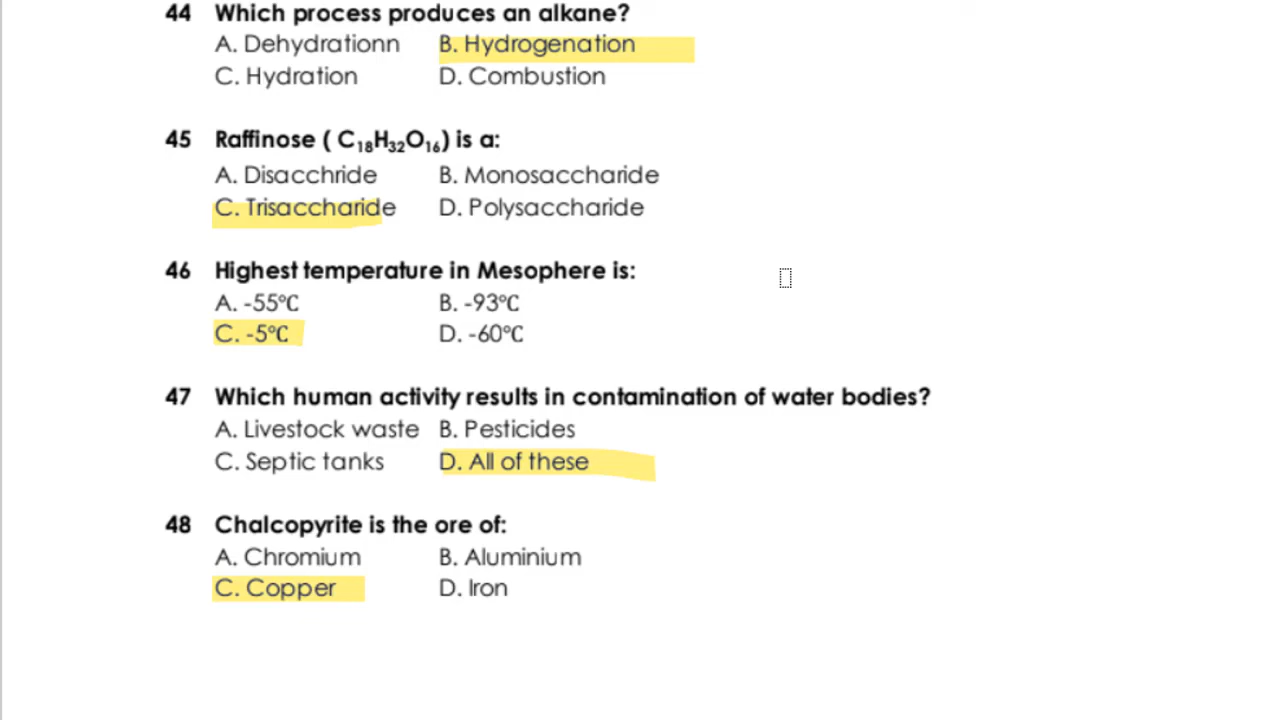 44 Which process produces an alkane?
A. Dehydrationn B. Hydrogenation
C. Hydration D. Combustion
45 Raffinose ( C₁₈H₃₂O₁₆) is a:
A. Disacchride B. Monosaccharide
C. Trisaccharide D. Polysaccharide
46 Highest temperature in Mesophere is:
A. -55°C B. -93°C
C. -5°C D. -60°C
47 Which human activity results in contamination of water bodies?
A. Livestock waste B. Pesticides
C. Septic tanks D. All of these
48 Chalcopyrite is the ore of:
A. Chromium B. Aluminium
C. Copper D. Iron